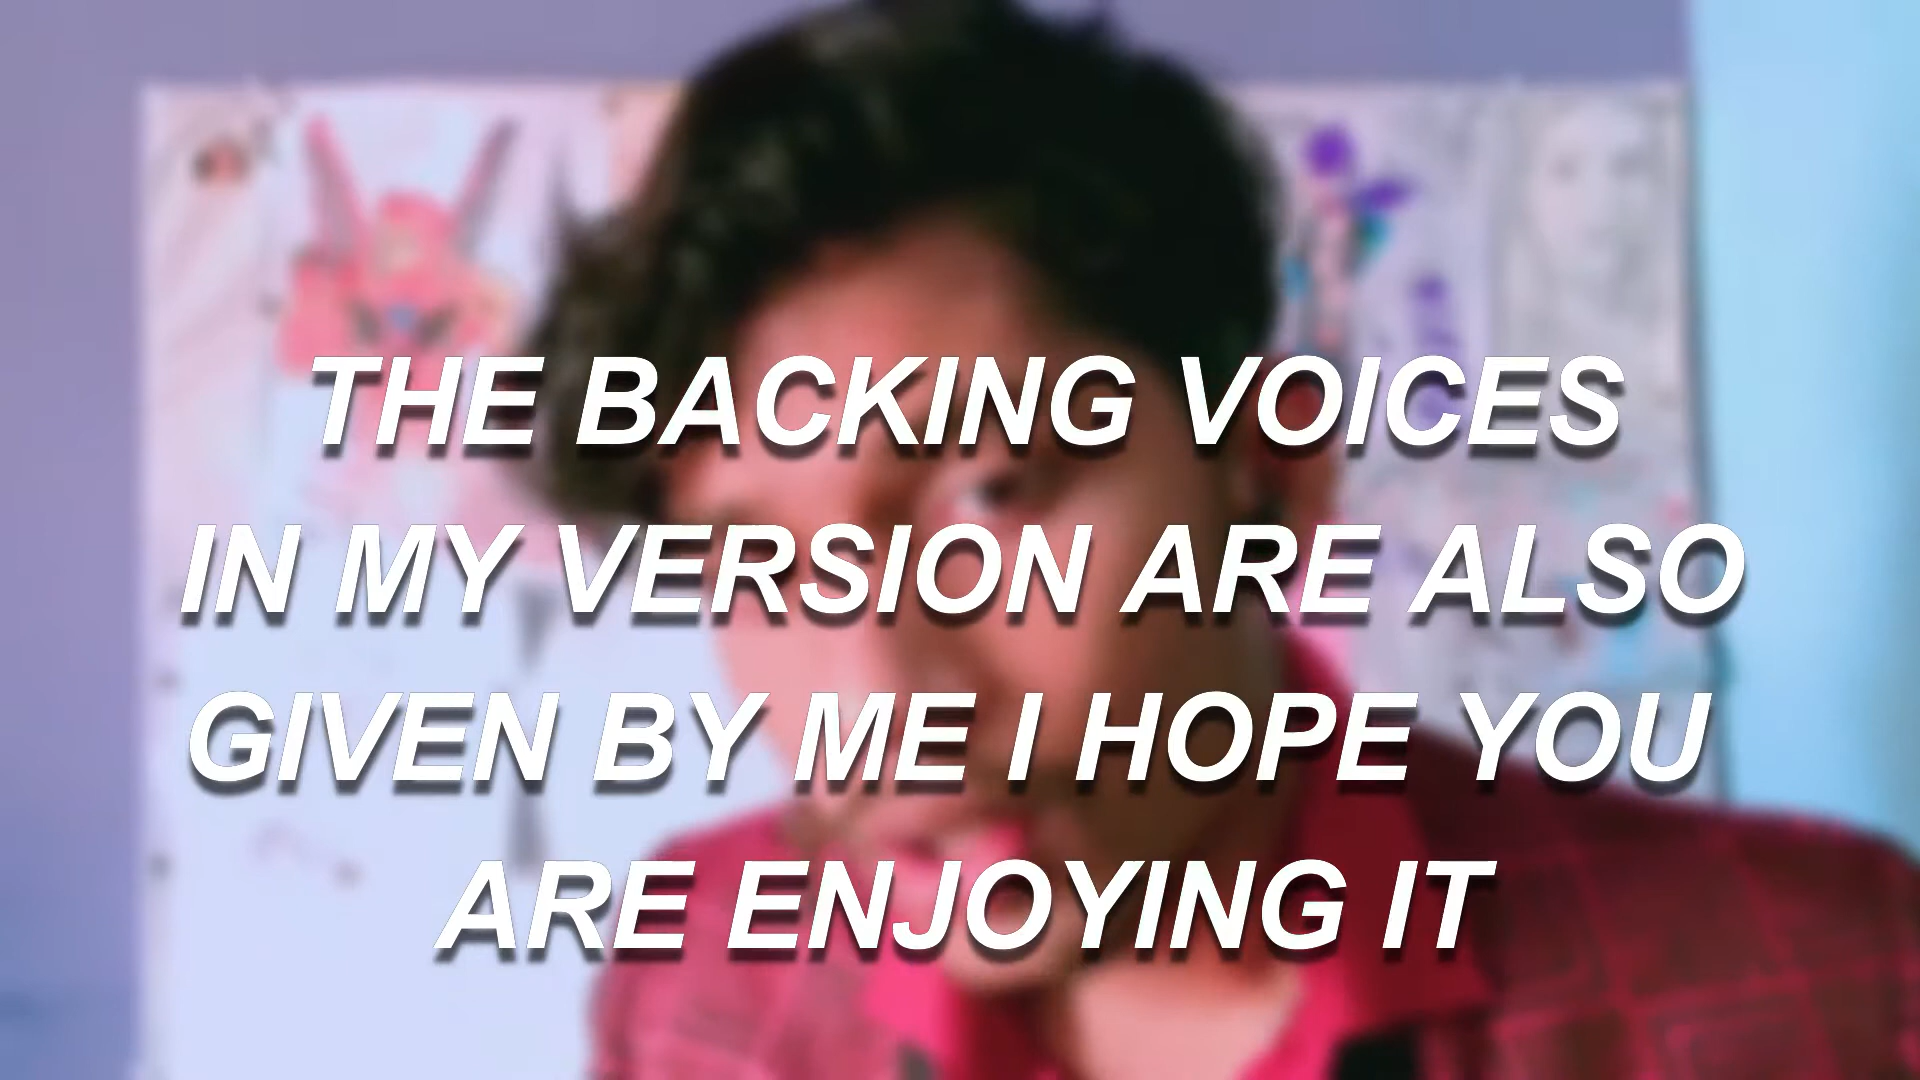 THE BACKING VOICES
IN MY VERSION ARE ALSO
GIVEN BY ME I HOPE YOU
ARE ENJOYING IT